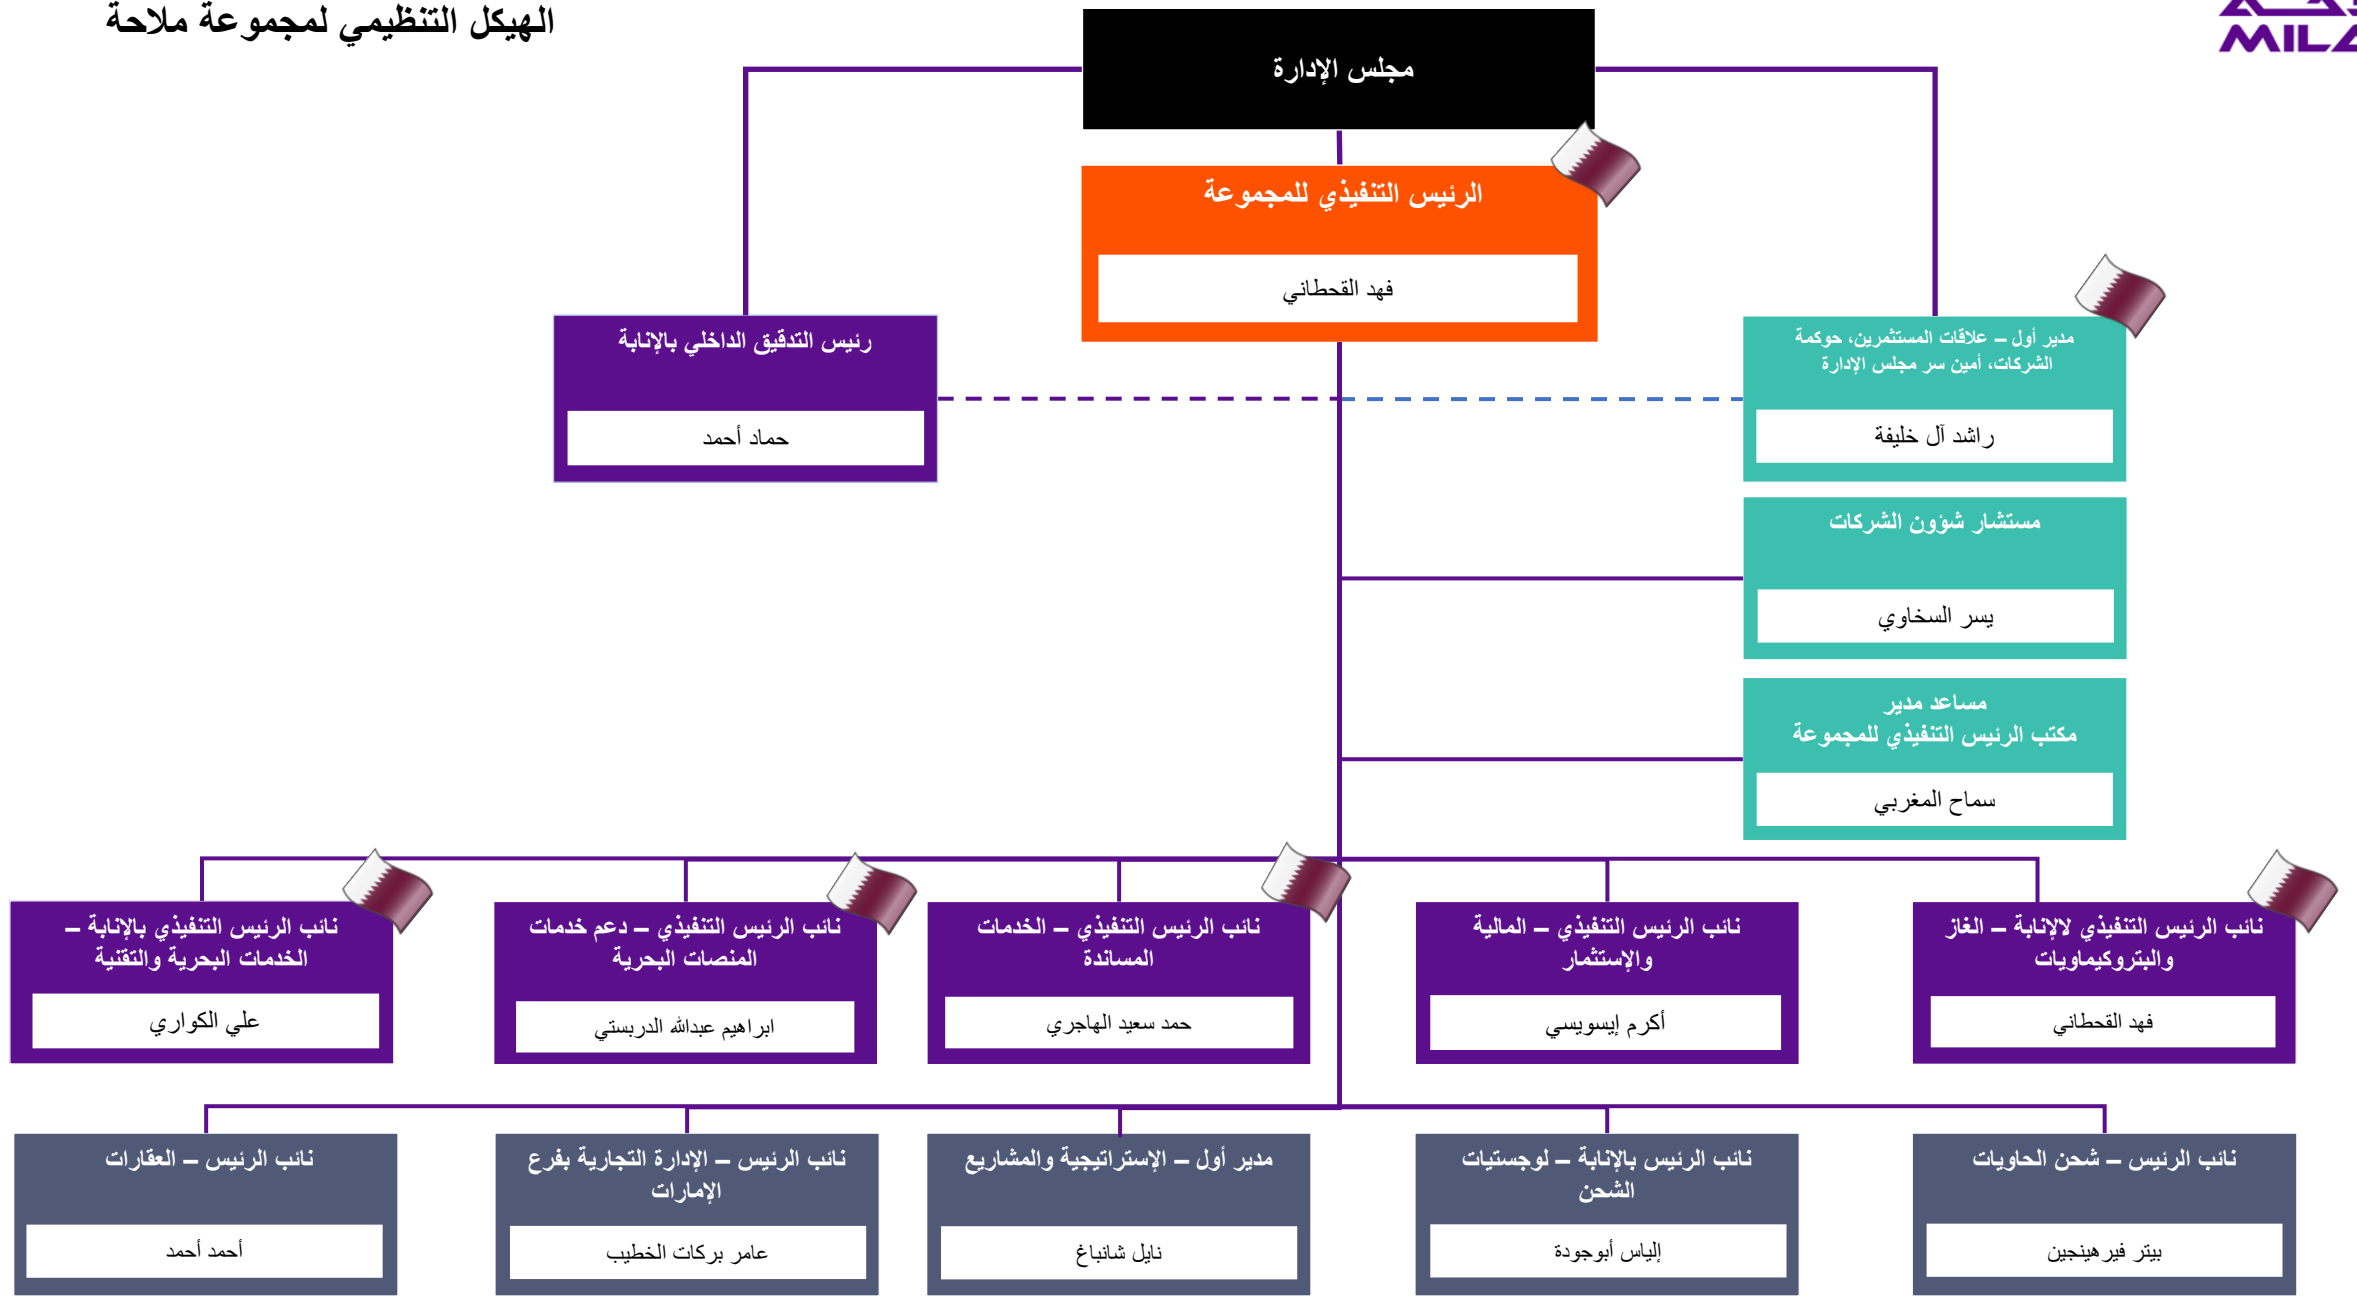 الهيكل التنظيمي لمجموعة ملاحة
مجلس الإدارة
الرئيس التنفيذي للمجموعة
فهد القحطاني
مدير أول – علاقات المستثمرين، حوكمة
الشركات، أمين سر مجلس الإدارة
راشد آل خليفة
رئيس التدقيق الداخلي بالإنابة
حماد أحمد
مستشار شؤون الشركات
يسر السخاوي
مساعد مدير
مكتب الرئيس التنفيذي للمجموعة
سماح المغربي
نائب الرئيس التنفيذي لالإنابة – الغاز
والبتروكيماويات
فهد القحطاني
نائب الرئيس التنفيذي – المالية
والإستثمار
أكرم إيسويسي
نائب الرئيس التنفيذي – الخدمات
المساندة
حمد سعيد الهاجري
نائب الرئيس التنفيذي – دعم خدمات
المنصات البحرية
ابراهيم عبدالله الدربستي
نائب الرئيس التنفيذي بالإنابة –
الخدمات البحرية والتقنية
علي الكواري
نائب الرئيس – شحن الحاويات
بيتر فيرهينجين
نائب الرئيس بالإنابة – لوجستيات
الشحن
إلياس أبوجودة
مدير أول – الإستراتيجية والمشاريع
نايل شانباغ
نائب الرئيس – الإدارة التجارية بفرع
الإمارات
عامر بركات الخطيب
نائب الرئيس – العقارات
أحمد أحمد